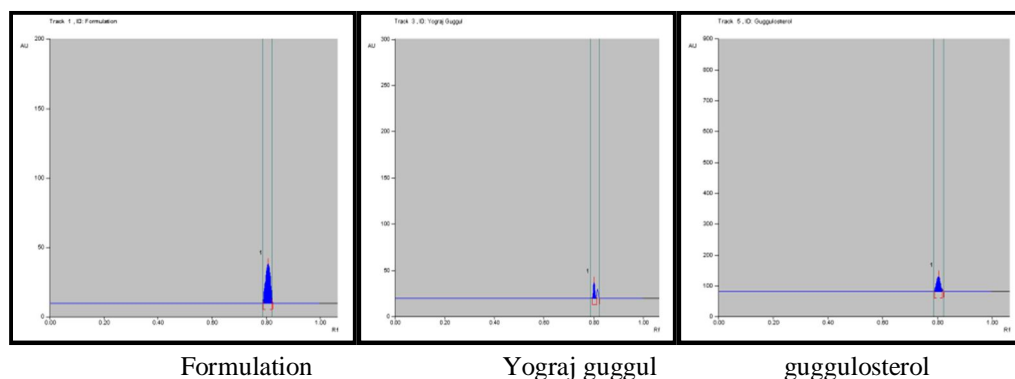 Track 1 , ID: Formulation
AU
200
150
100
50
0
1
0.00 0.20 0.40 0.60 0.80 1.00
Rf
Track 3 , ID: Yograj Guggul
AU
300
250
200
150
100
50
0
1
0.00 0.20 0.40 0.60 0.80 1.00
Rf
Track 5 , ID: Guggulosterol
AU
900
800
700
600
500
400
300
200
100
0
1
0.00 0.20 0.40 0.60 0.80 1.00
Rf
Formulation Yograj guggul guggulosterol